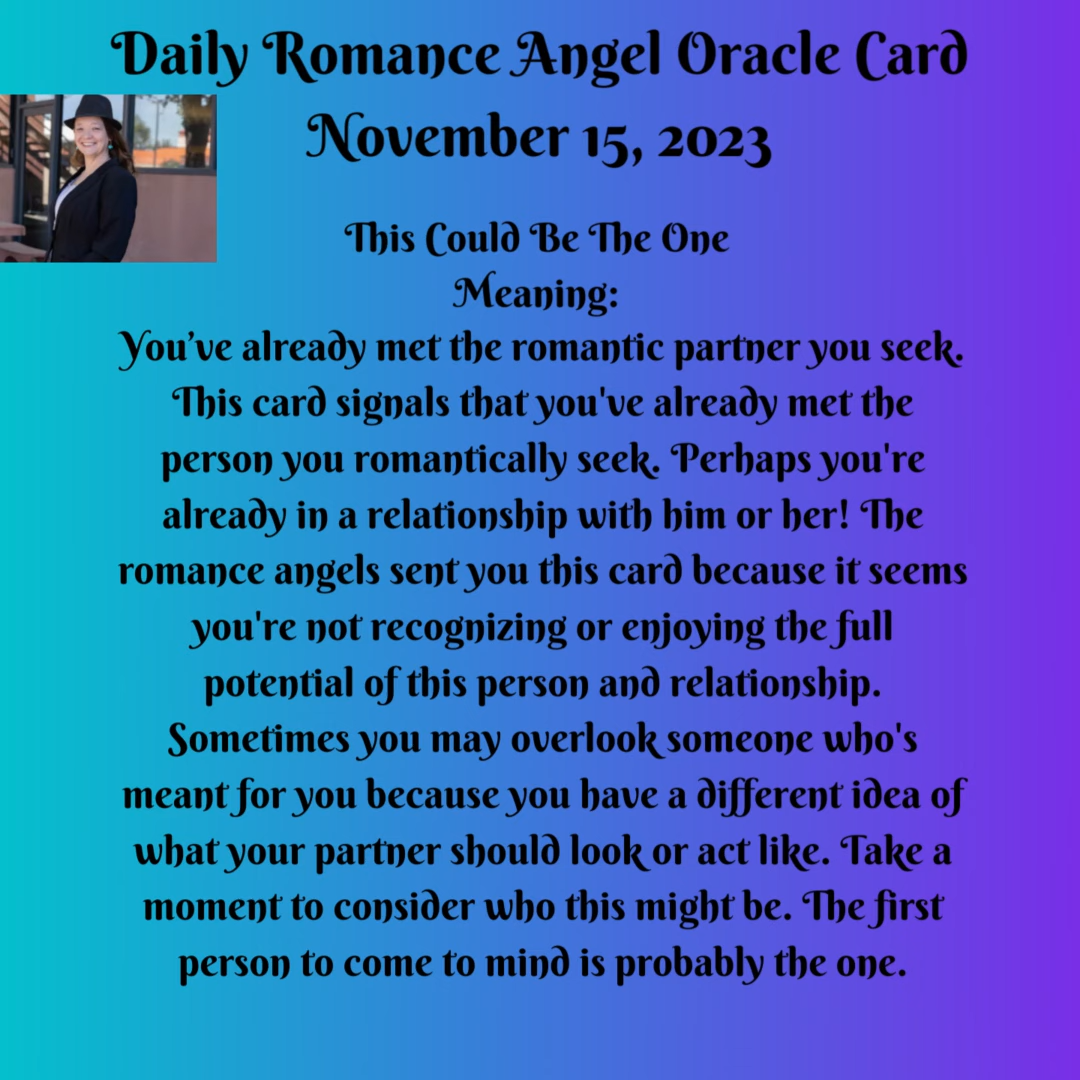 Daily Romance Angel Oracle Card
November 15, 2023
This Could Be The One
Meaning:
You’ve already met the romantic partner you seek.
This card signals that you've already met the
person you romantically seek. Perhaps you're
already in a relationship with him or her! The
romance angels sent you this card because it seems
you're not recognizing or enjoying the full
potential of this person and relationship.
Sometimes you may overlook someone who's
meant for you because you have a different idea of
what your partner should look or act like. Take a
moment to consider who this might be. The first
person to come to mind is probably the one.